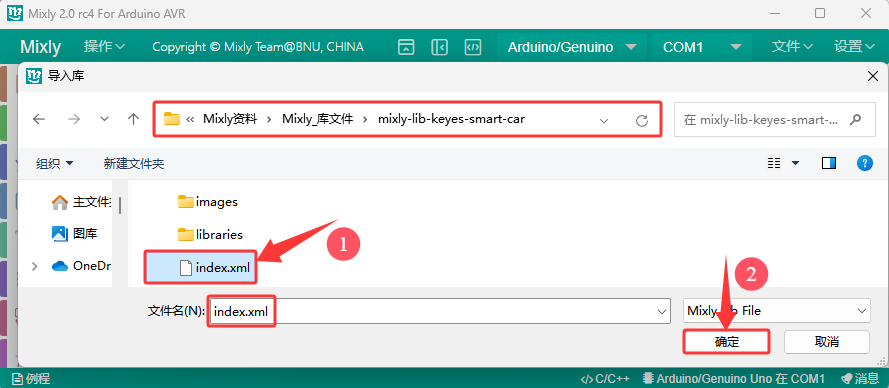 Mixly 2.0 rc4 For Arduino AVR
Mixly 操作 Copyright © Mixly Team@BNU, CHINA Arduino/Genuino COM1 文件 设置
导入库
« Mixly资料 › Mixly_库文件 › mixly-lib-keyes-smart-car 在 mixly-lib-keyes-smart-...
组织 新建文件夹
主文件夹 images
图库 libraries
1
OneDr index.xml
2
文件名(N): index.xml Mixly File
确定 取消
例程 </> C/C++ Arduino/Genuino Uno 在 COM1 消息